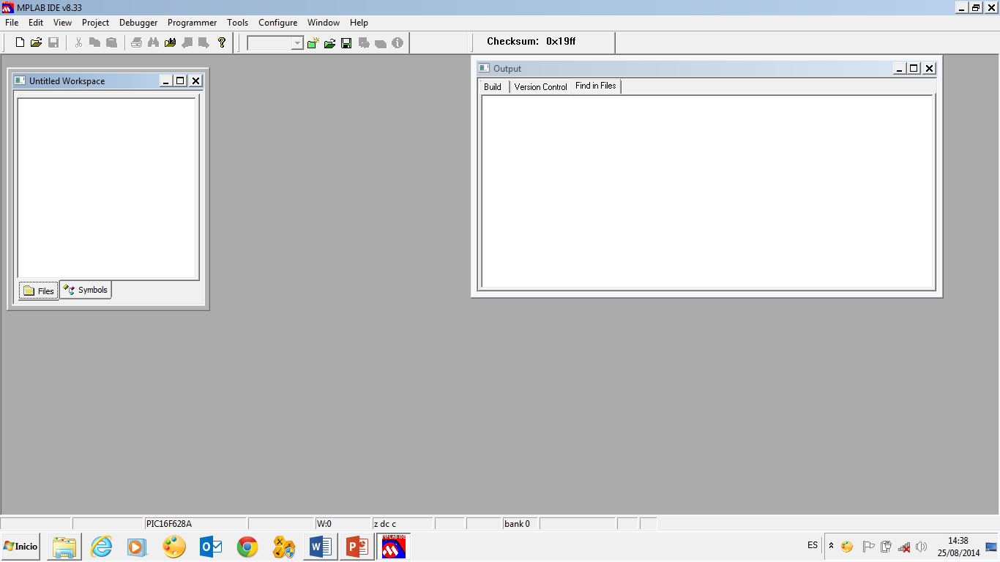 MPLAB IDE v8.33
File Edit View Project Debugger Programmer Tools Configure Window Help
Checksum: 0x19ff
Untitled Workspace
Files Symbols
Output
Build Version Control Find in Files
PIC16F628A W:0 z dc c bank 0
Inicio
MPLAB IDE
ES
14:38
25/08/2014